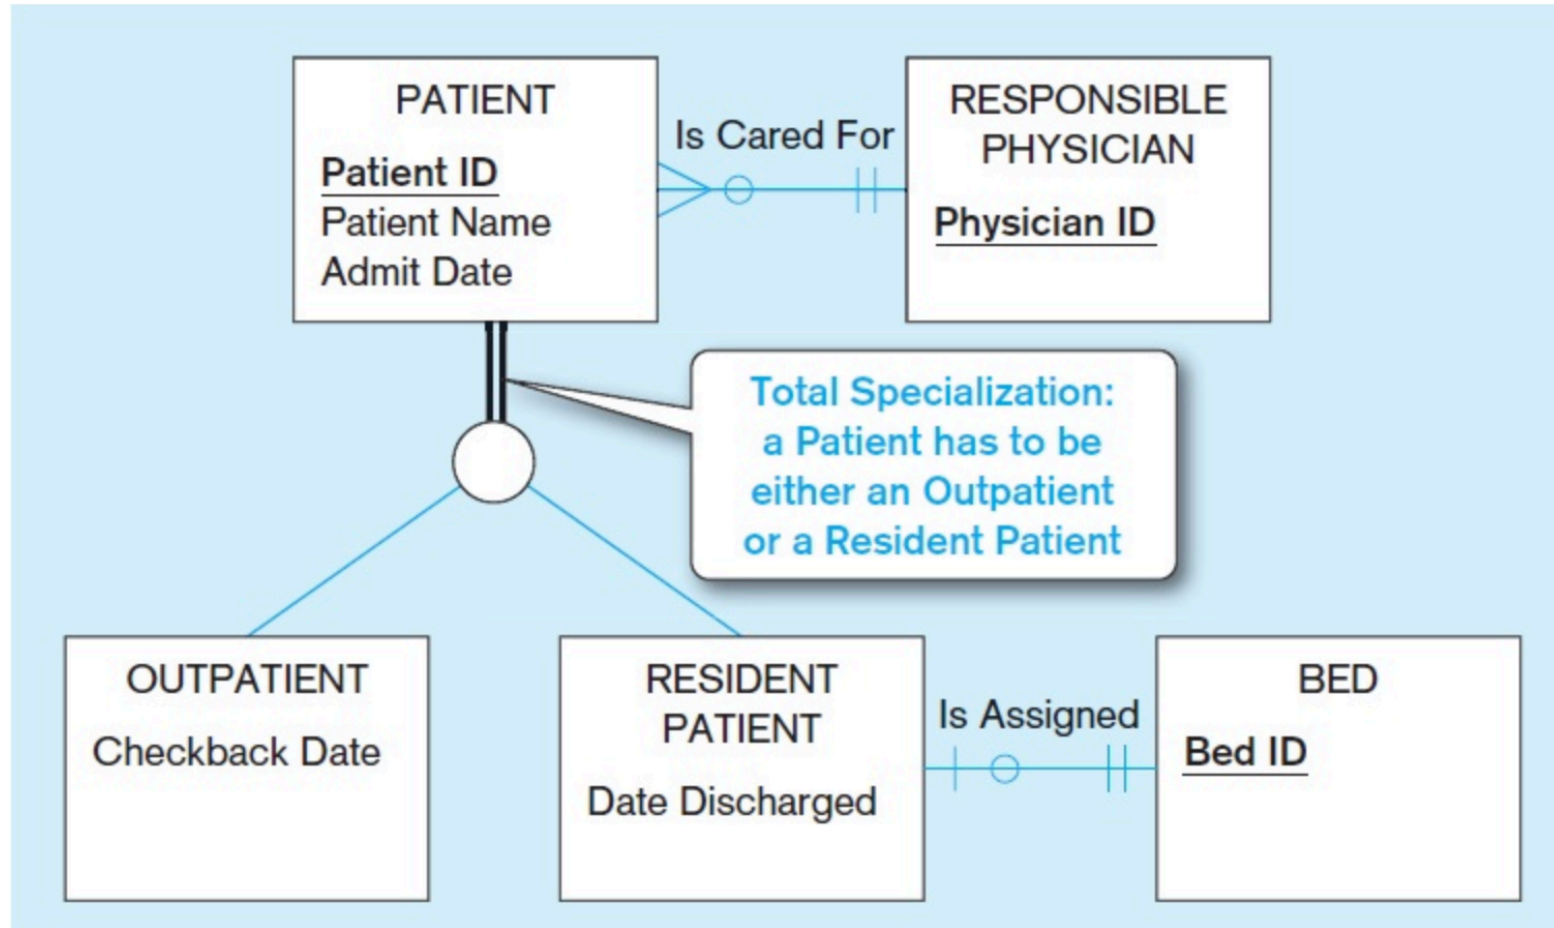 PATIENT
Patient ID
Patient Name
Admit Date
Is Cared For
RESPONSIBLE
PHYSICIAN
Physician ID
Total Specialization:
a Patient has to be
either an Outpatient
or a Resident Patient
OUTPATIENT
Checkback Date
RESIDENT
PATIENT
Date Discharged
Is Assigned
BED
Bed ID